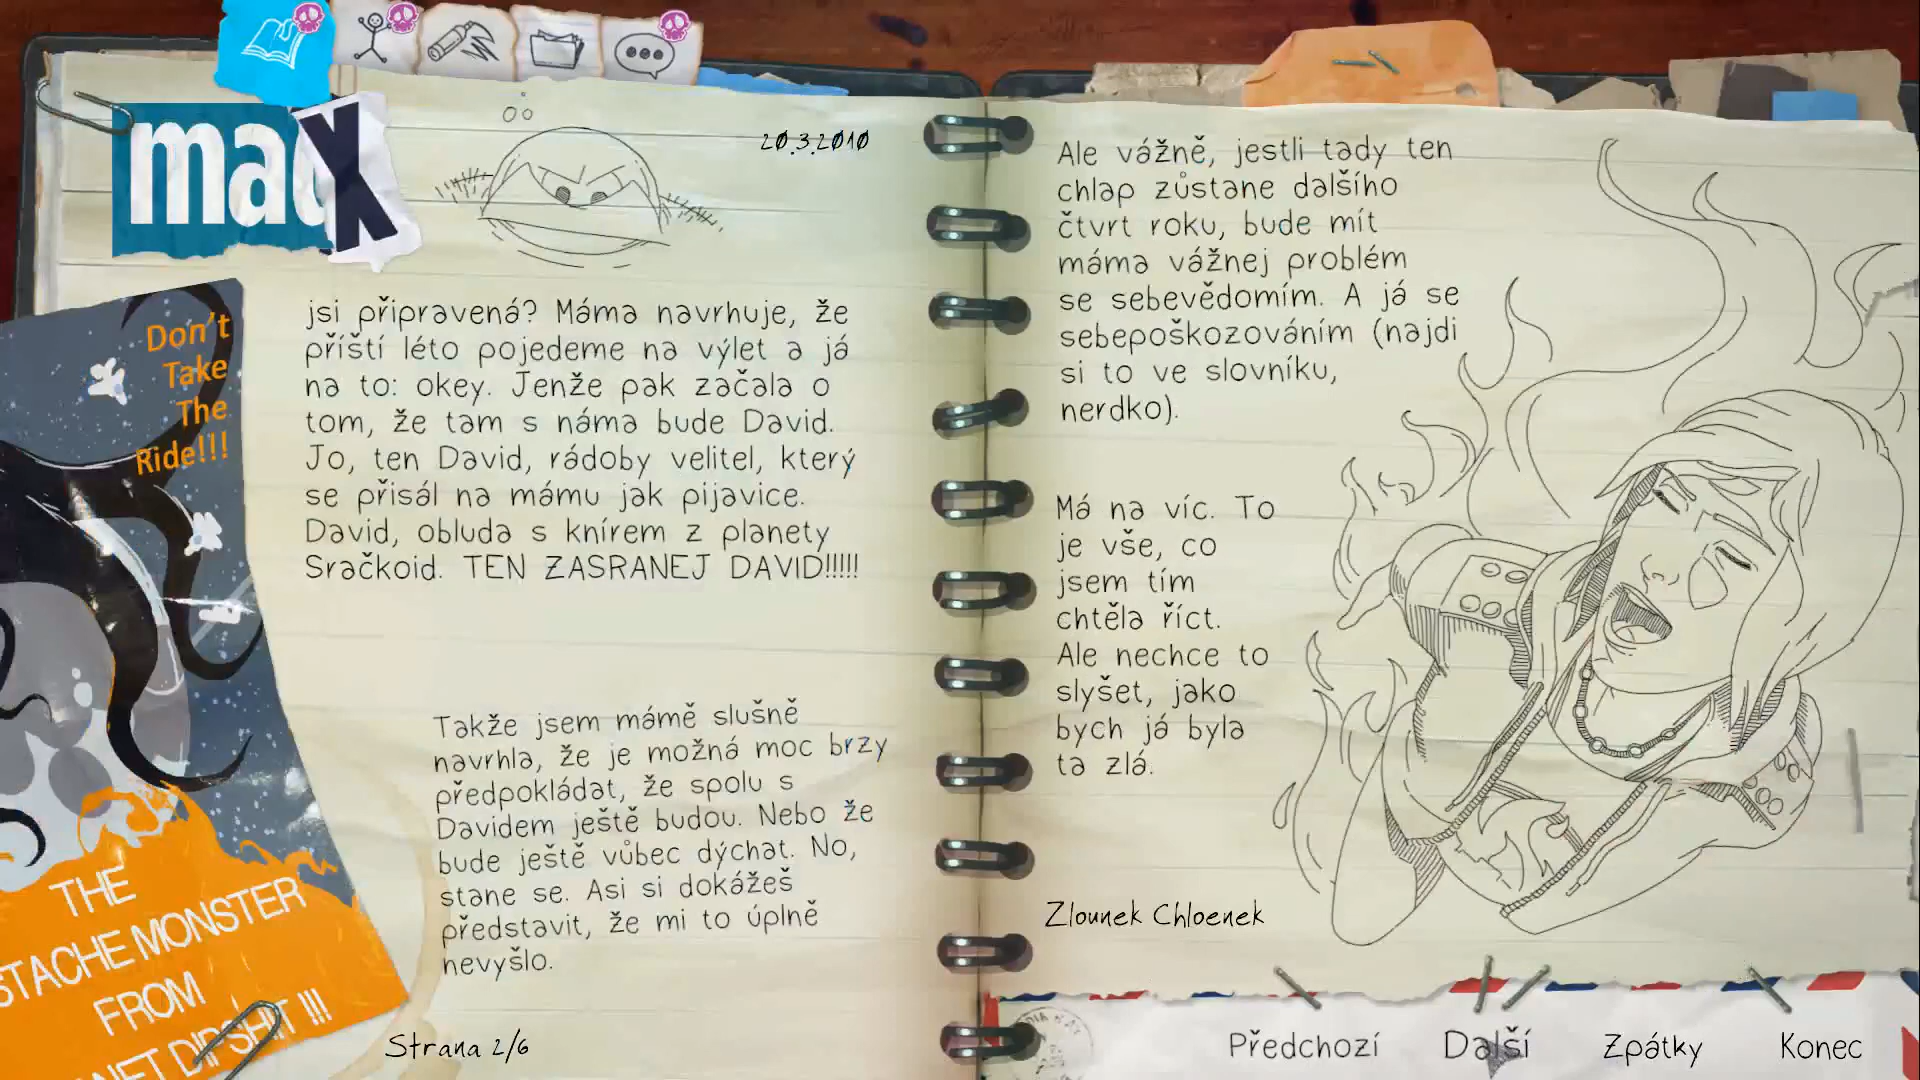 madX
20.3.2010
jsi připravená? Máma navrhuje, že
příští léto pojedeme na výlet a já
na to: okey. Jenže pak začala o
tom, že tam s náma bude David.
Jo, ten David, rádoby velitel, který
se přisál na mámu jak pijavice.
David, obluda s knírem z planety
Sračkoid. TEN ZASRANEJ DAVID!!!!!
Don't
Take
The
Ride!!!
THE
STACHE MONSTER
FROM
NET DIPSHIT !!!
Takže jsem mámě slušně
navrhla, že je možná moc brzy
předpokládat, že spolu s
Davidem ještě budou. Nebo že
bude ještě vůbec dýchat. No,
stane se. Asi si dokážeš
představit, že mi to úplně
nevyšlo.
Strana 2/6
Ale vážně, jestli tady ten
chlap zůstane dalšího
čtvrt roku, bude mít
máma vážnej problém
se sebevědomím. A já se
sebepoškozováním (najdi
si to ve slovníku,
nerdko).
Má na víc. To
je vše, co
jsem tím
chtěla říct.
Ale nechce to
slyšet, jako
bych já byla
ta zlá.
Zlounek Chloenek
Předchozí Další Zpátky Konec